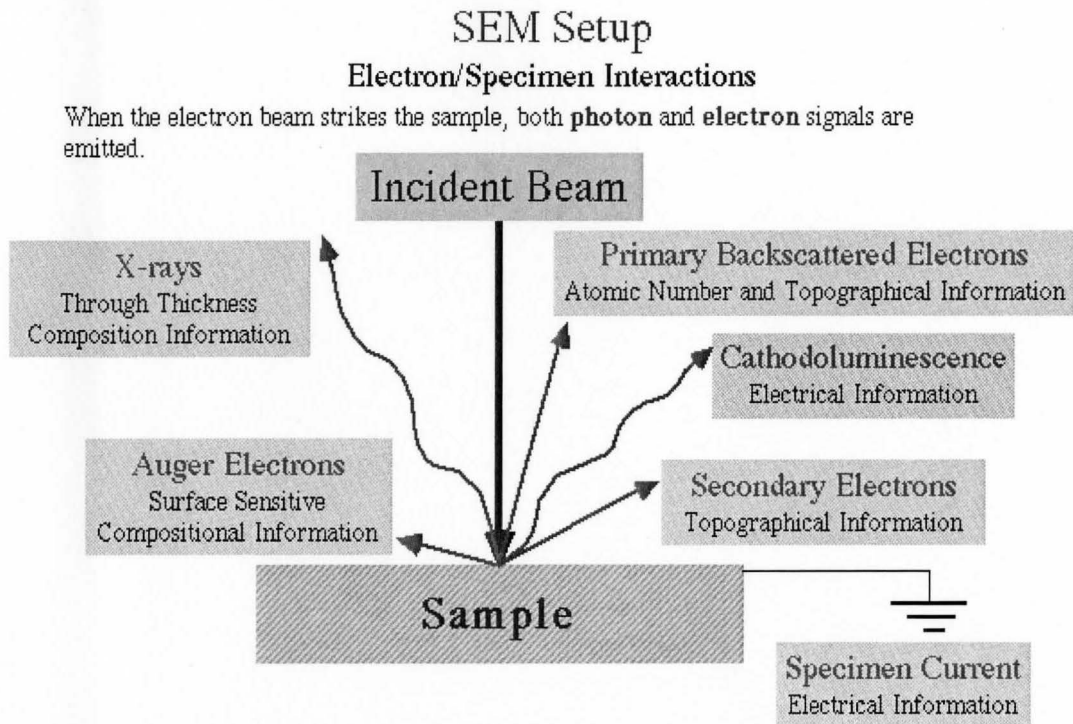 SEM Setup
Electron/Specimen Interactions
When the electron beam strikes the sample, both photon and electron signals are
emitted.
Incident Beam
X-rays
Through Thickness
Composition Information
Primary Backscattered Electrons
Atomic Number and Topographical Information
Cathodoluminescence
Electrical Information
Auger Electrons
Surface Sensitive
Compositional Information
Secondary Electrons
Topographical Information
Sample
Specimen Current
Electrical Information